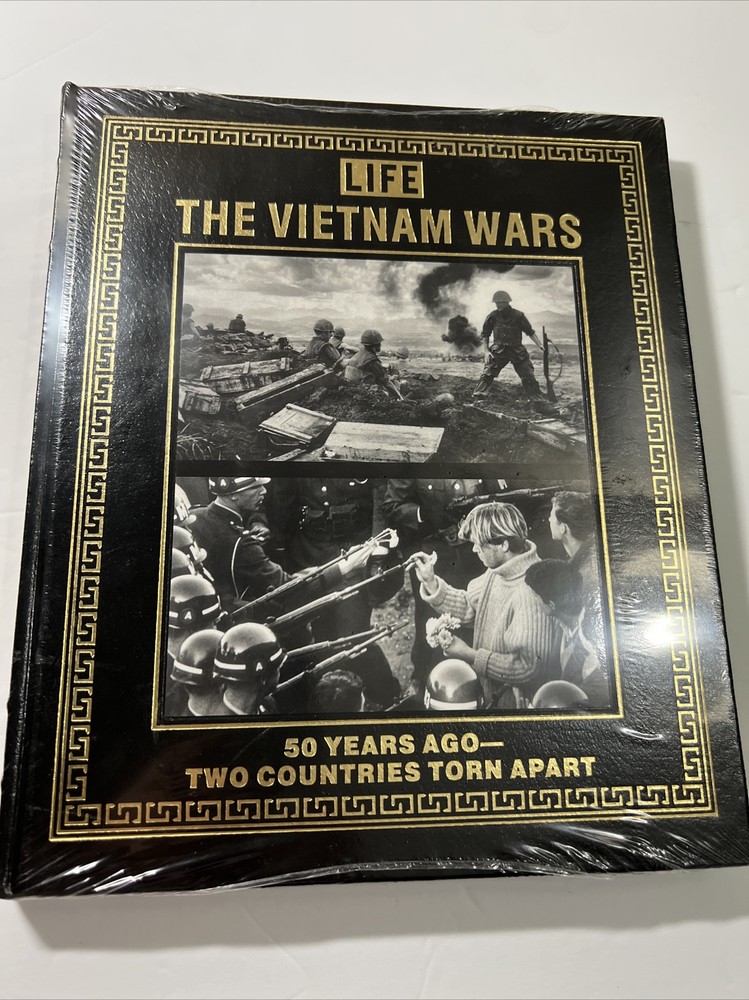 LIFE
THE VIETNAM WARS
50 YEARS AGO—
TWO COUNTRIES TORN APART